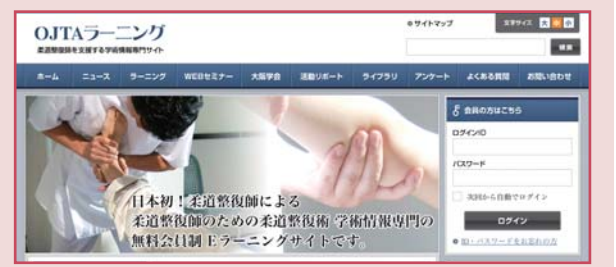 OJTAラーニング
柔道整復師を支援する学術情報専門サイト
サイトマップ
文字サイズ 大 中 小
検索
ホーム ニュース ラーニング WEBセミナー 大阪学会 活動リポート ライブラリ アンケート よくある質問 お問い合わせ
会員の方はこちら
ログインID
パスワード
次回から自動でログイン
ログイン
ID・パスワードをお忘れの方
日本初!柔道整復師による
柔道整復師のための柔道整復術 学術情報専門の
無料会員制 Eラーニングサイトです。